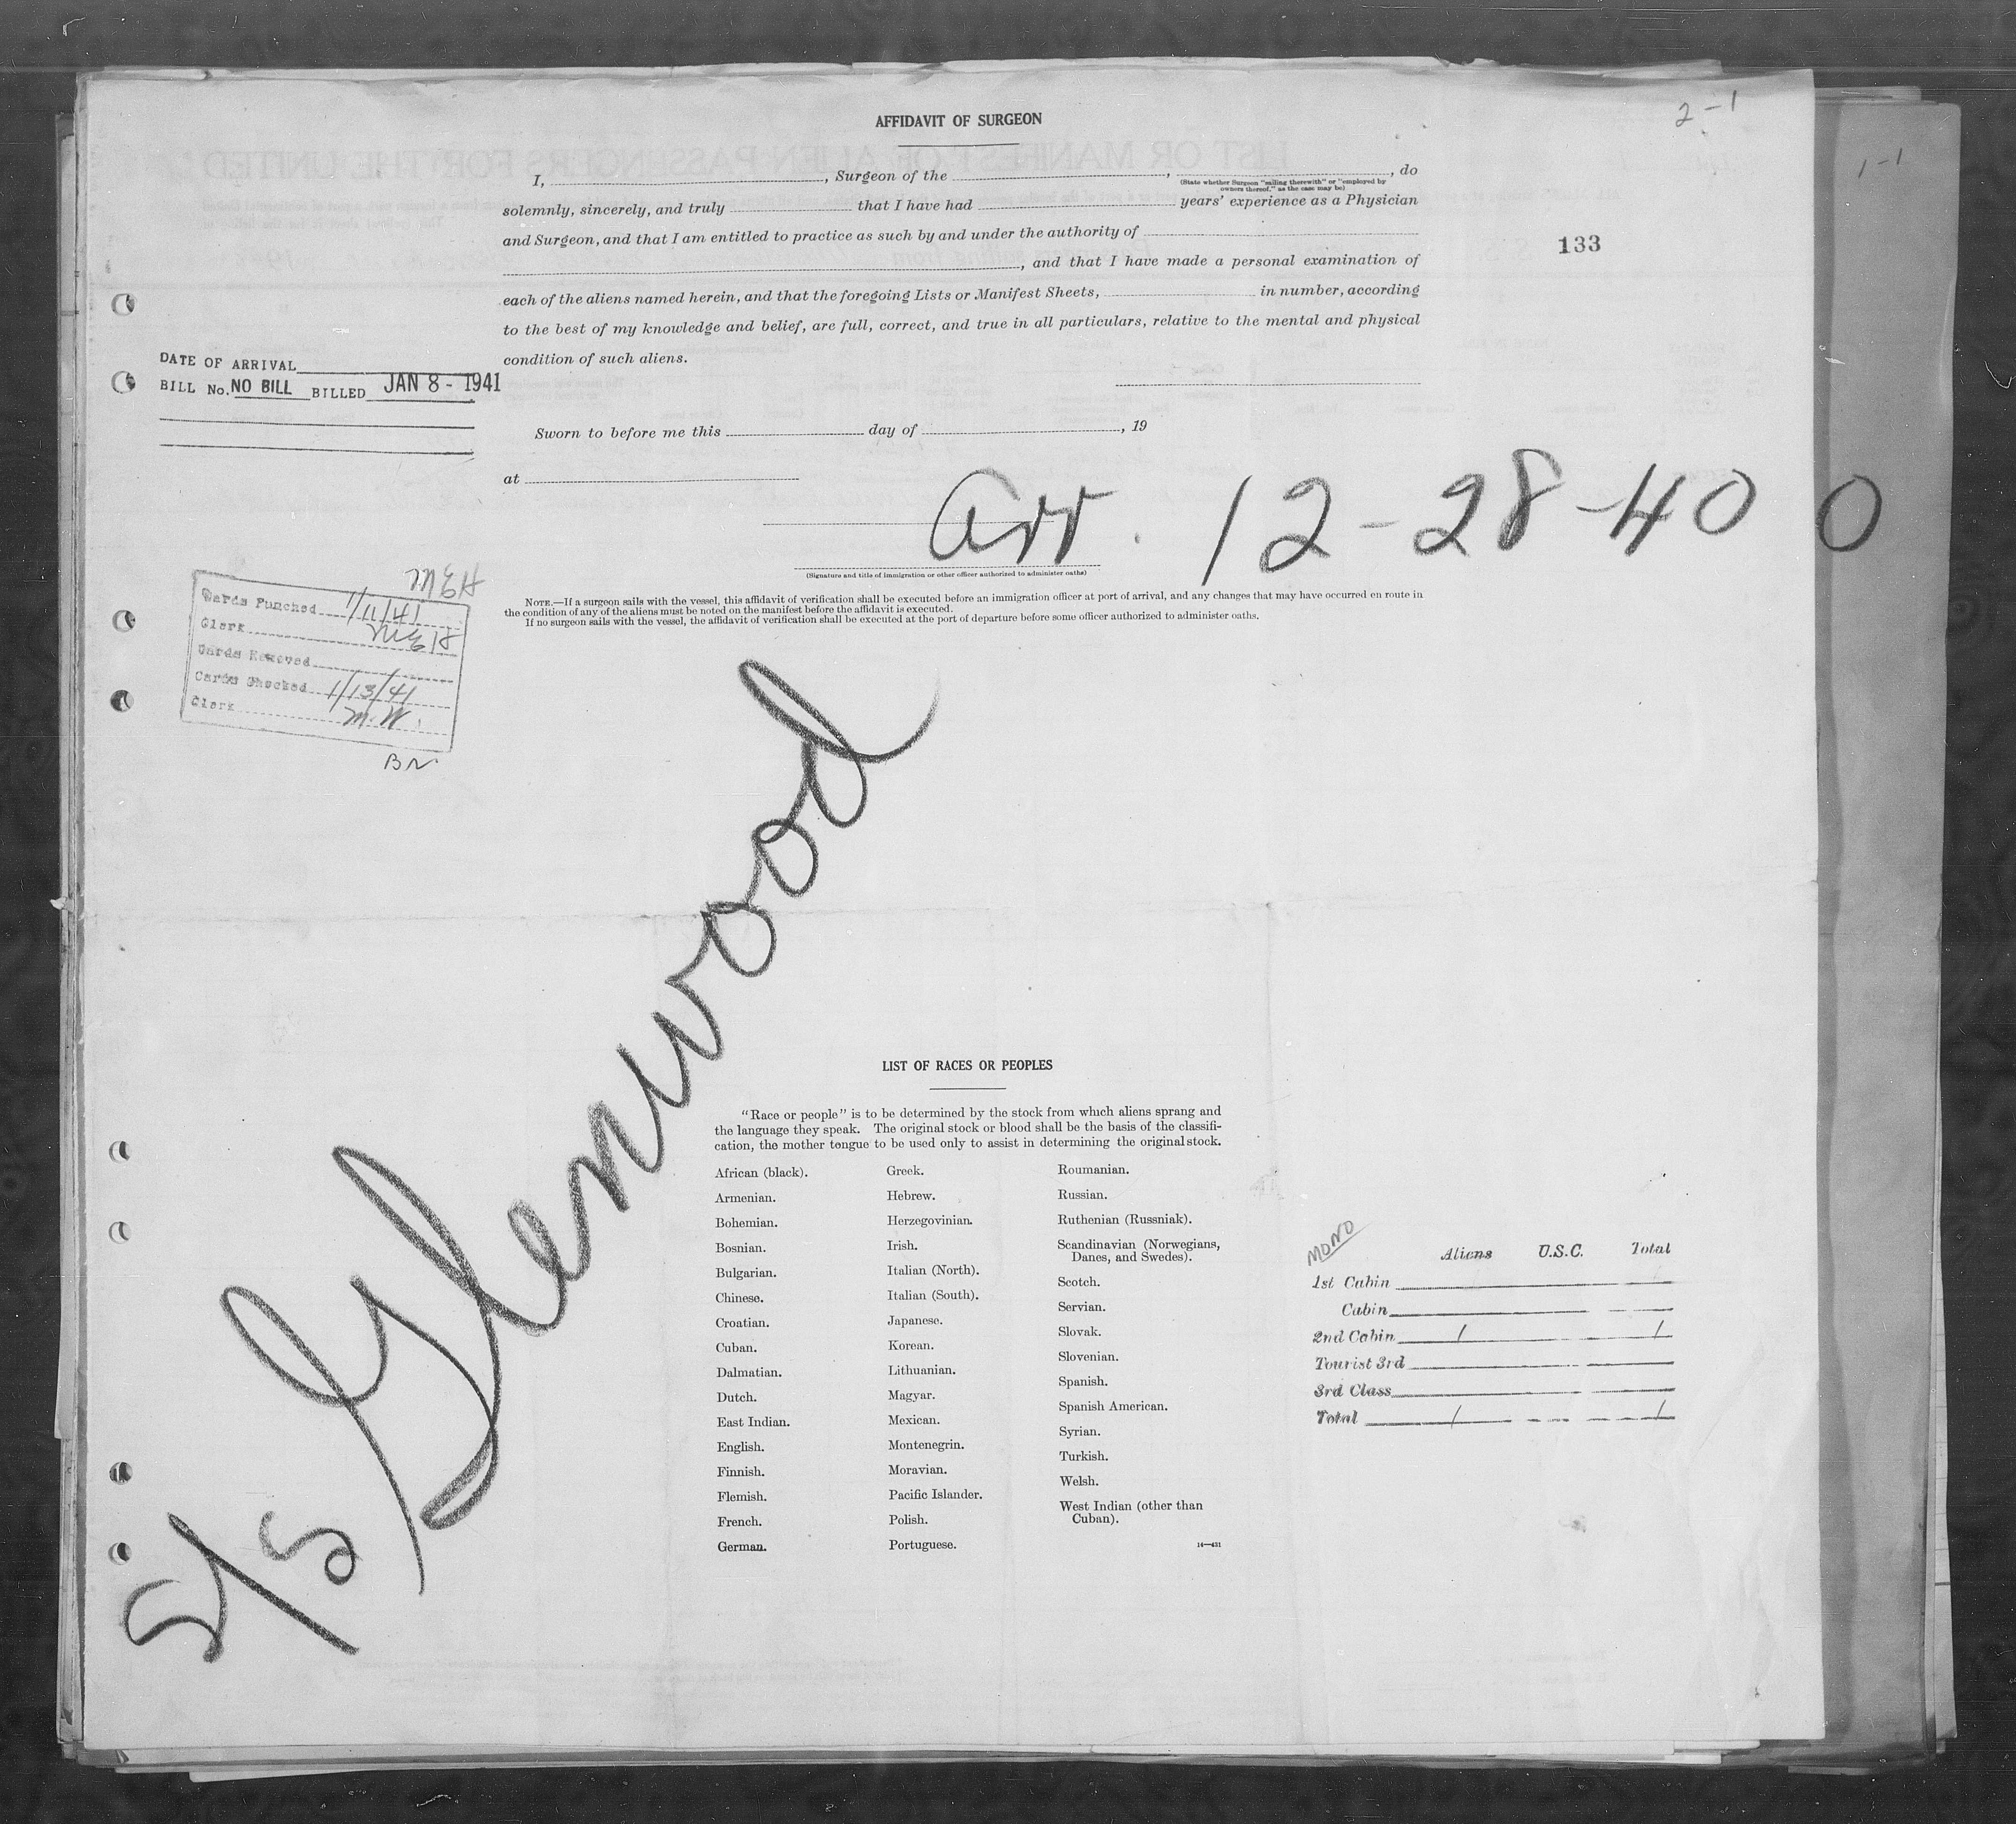 2-1
1-1
AFFIDAVIT OF SURGEON
I, , Surgeon of the , , do
(State whether Surgeon "sailing therewith" or "employed by
owners thereof," as the case may be)
solemnly, sincerely, and truly that I have had years' experience as a Physician
and Surgeon, and that I am entitled to practice as such by and under the authority of
133
, and that I have made a personal examination of
each of the aliens named herein, and that the foregoing Lists or Manifest Sheets, in number, according
to the best of my knowledge and belief, are full, correct, and true in all particulars, relative to the mental and physical
condition of such aliens.
DATE OF ARRIVAL
BILL No. NO BILL BILLED JAN 8 - 1941
Sworn to before me this day of , 19
at
Arr. 12-28-40 0
(Signature and title of immigration or other officer authorized to administer oaths)
NOTE.—If a surgeon sails with the vessel, this affidavit of verification shall be executed before an immigration officer at port of arrival, and any changes that may have occurred en route in
the condition of any of the aliens must be noted on the manifest before the affidavit is executed.
If no surgeon sails with the vessel, the affidavit of verification shall be executed at the port of departure before some officer authorized to administer oaths.
MEH
Cards Punched 1/11/41
Clerk MEH
Cards Removed
Cards Checked 1/13/41
Clerk M.W.
S/S Glenwood
LIST OF RACES OR PEOPLES
"Race or people" is to be determined by the stock from which aliens sprang and
the language they speak. The original stock or blood shall be the basis of the classifi-
cation, the mother tongue to be used only to assist in determining the original stock.
African (black).
Armenian.
Bohemian.
Bosnian.
Bulgarian.
Chinese.
Croatian.
Cuban.
Dalmatian.
Dutch.
East Indian.
English.
Finnish.
Flemish.
French.
German.
Greek.
Hebrew.
Herzegovinian.
Irish.
Italian (North).
Italian (South).
Japanese.
Korean.
Lithuanian.
Magyar.
Mexican.
Montenegrin.
Moravian.
Pacific Islander.
Polish.
Portuguese.
Roumanian.
Russian.
Ruthenian (Russniak).
Scandinavian (Norwegians,
Danes, and Swedes).
Scotch.
Servian.
Slovak.
Slovenian.
Spanish.
Spanish American.
Syrian.
Turkish.
Welsh.
West Indian (other than
Cuban).
14—431
MONO
Aliens U.S.C. Total
1st Cabin
Cabin
2nd Cabin 1 1
Tourist 3rd
3rd Class
Total 1 1